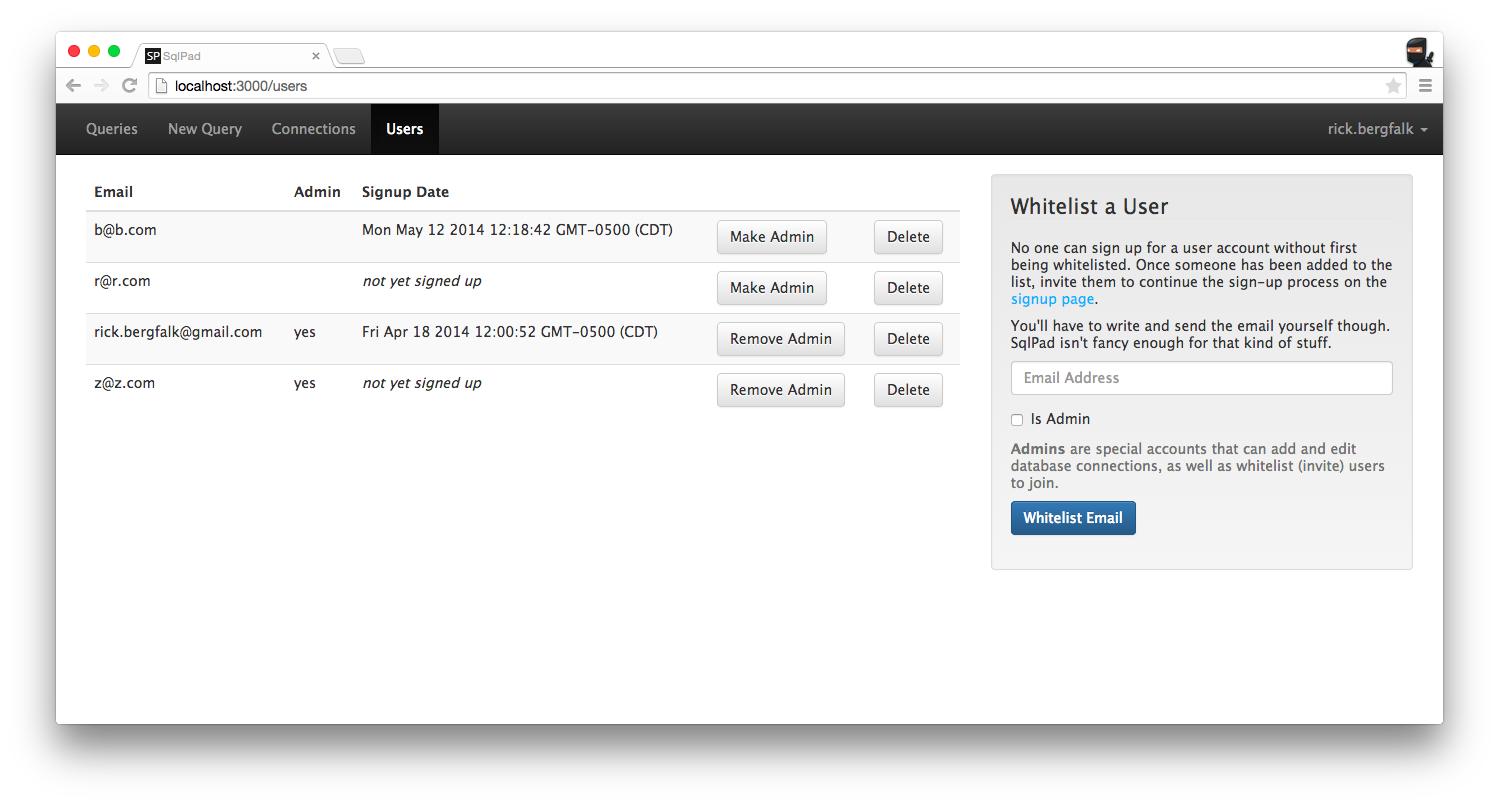 SP SqlPad
localhost:3000/users
Queries New Query Connections Users rick.bergfalk
Email Admin Signup Date
b@b.com Mon May 12 2014 12:18:42 GMT-0500 (CDT) Make Admin Delete
r@r.com not yet signed up Make Admin Delete
rick.bergfalk@gmail.com yes Fri Apr 18 2014 12:00:52 GMT-0500 (CDT) Remove Admin Delete
z@z.com yes not yet signed up Remove Admin Delete
Whitelist a User
No one can sign up for a user account without first
being whitelisted. Once someone has been added to the
list, invite them to continue the sign-up process on the
signup page.
You'll have to write and send the email yourself though.
SqlPad isn't fancy enough for that kind of stuff.
Email Address
Is Admin
Admins are special accounts that can add and edit
database connections, as well as whitelist (invite) users
to join.
Whitelist Email